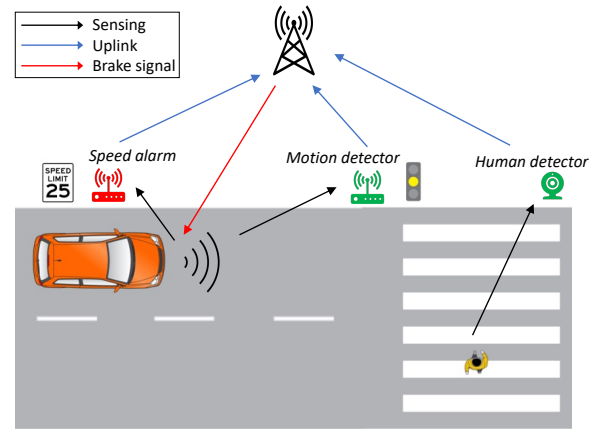 Sensing
Uplink
Brake signal
Speed alarm
Motion detector
Human detector
SPEED
LIMIT
25